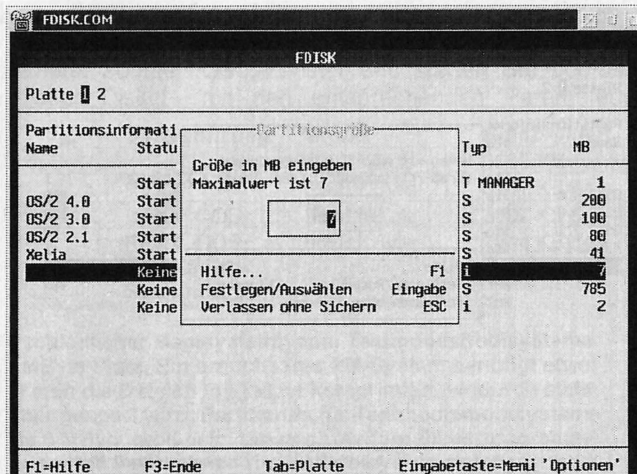 FDISK.COM
FDISK
Platte 1 2
Partitionsinformati
Partitionsgröße
Name Statu Typ MB
Größe in MB eingeben
Maximalwert ist 7
7
Start T MANAGER 1
OS/2 4.0 Start S 200
OS/2 3.0 Start S 100
OS/2 2.1 Start S 80
Xelia Start S 41
Keine i 7
Keine S 785
Keine i 2
Hilfe... F1
Festlegen/Auswählen Eingabe
Verlassen ohne Sichern ESC
F1=Hilfe F3=Ende Tab=Platte Eingabetaste=Menü 'Optionen'